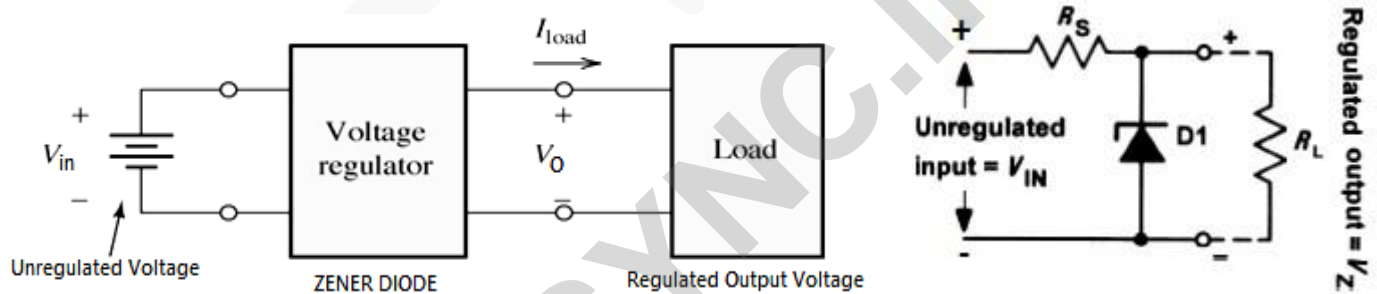 +
V_in
−
Unregulated Voltage
Voltage
regulator
ZENER DIODE
I_load
+
V_O
−
Load
Regulated Output Voltage
+
R_S
+
Unregulated
input = V_IN
D1
R_L
-
−
Regulated output = V_Z
SYNC.I